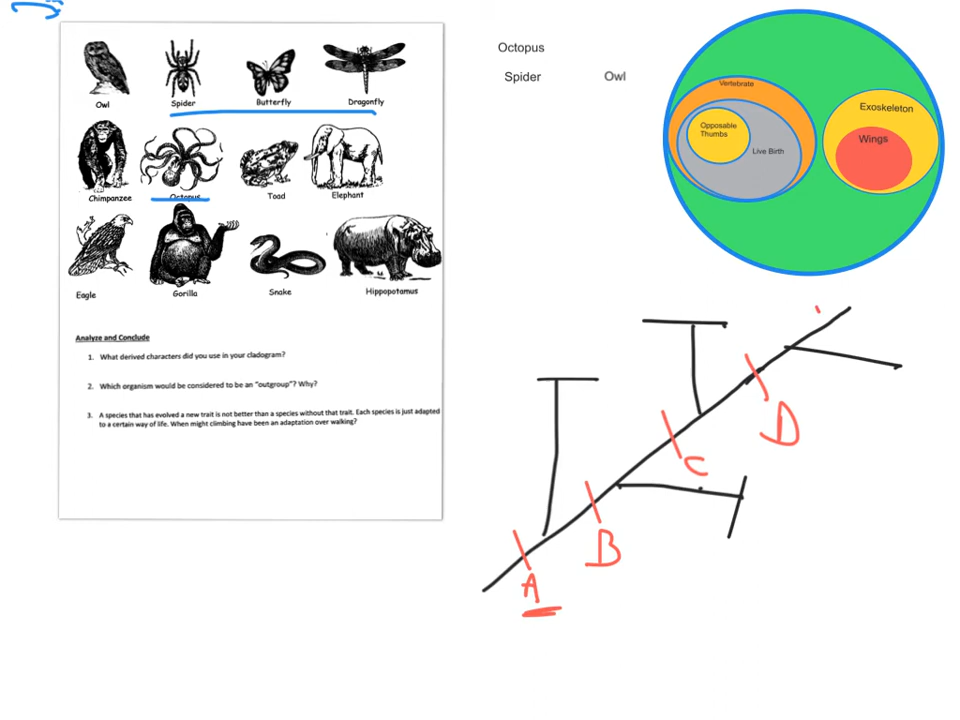 Owl
Spider
Butterfly
Dragonfly
Chimpanzee
Octopus
Toad
Elephant
Eagle
Gorilla
Snake
Hippopotamus
Analyze and Conclude
1. What derived characters did you use in your cladogram?
2. Which organism would be considered to be an "outgroup"? Why?
3. A species that has evolved a new trait is not better than a species without that trait. Each species is just adapted
to a certain way of life. When might climbing have been an adaptation over walking?
Octopus
Spider
Owl
Vertebrate
Opposable
Thumbs
Live Birth
Exoskeleton
Wings
A
B
C
D